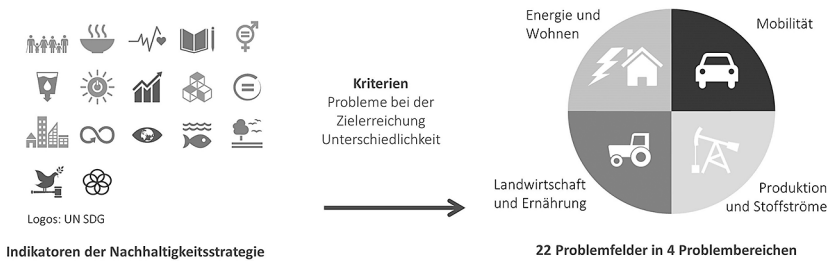 Logos: UN SDG
Indikatoren der Nachhaltigkeitsstrategie
Kriterien
Probleme bei der
Zielerreichung
Unterschiedlichkeit
Energie und
Wohnen
Mobilität
Landwirtschaft
und Ernährung
Produktion
und Stoffströme
22 Problemfelder in 4 Problembereichen